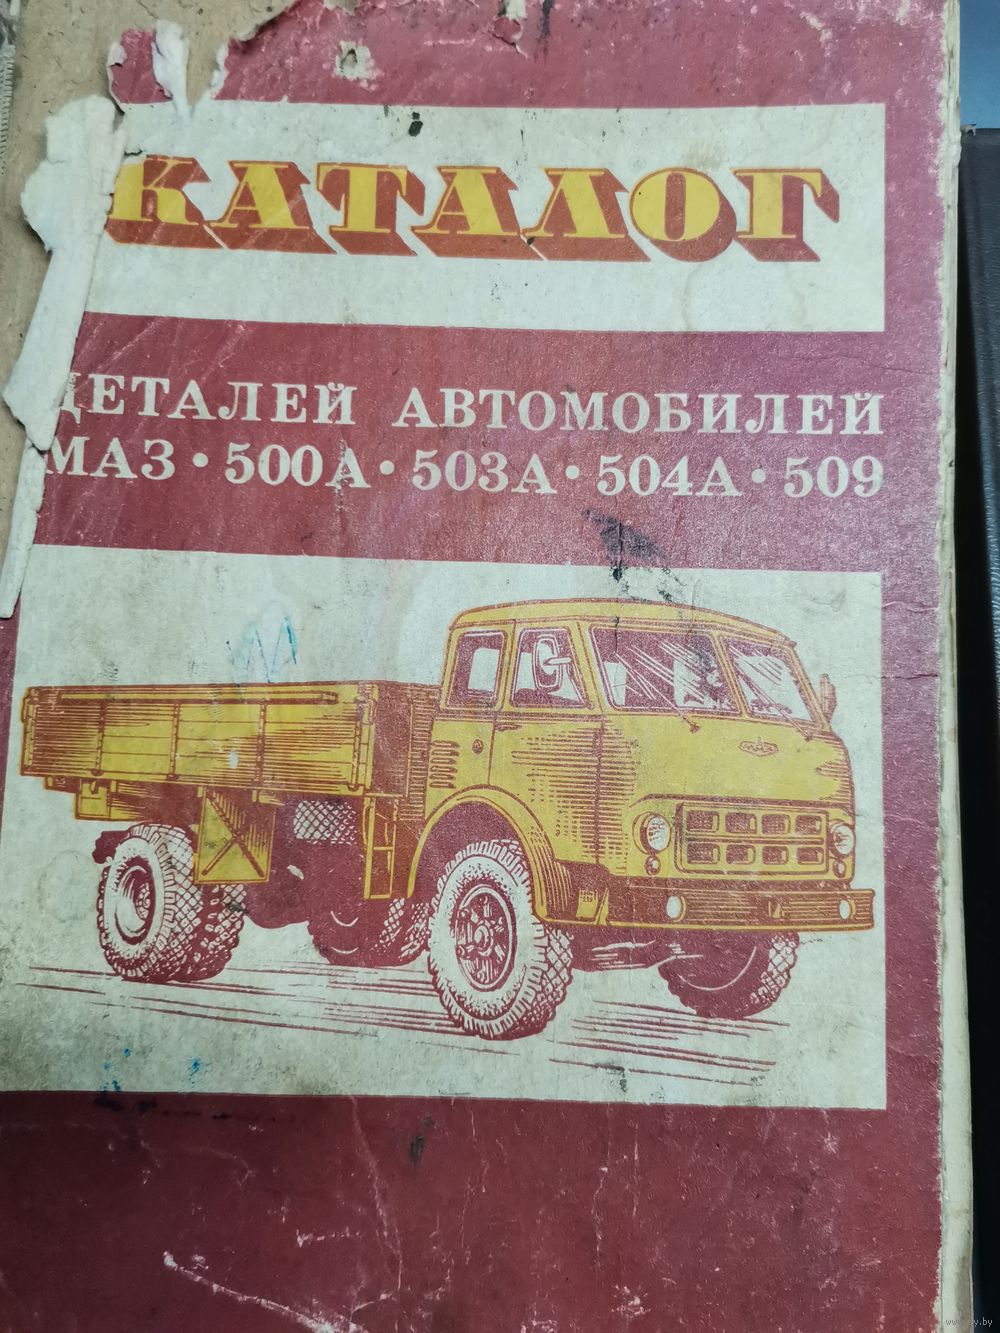 КАТАЛОГ
ДЕТАЛЕЙ АВТОМОБИЛЕЙ
МАЗ · 500А · 503А · 504А · 509